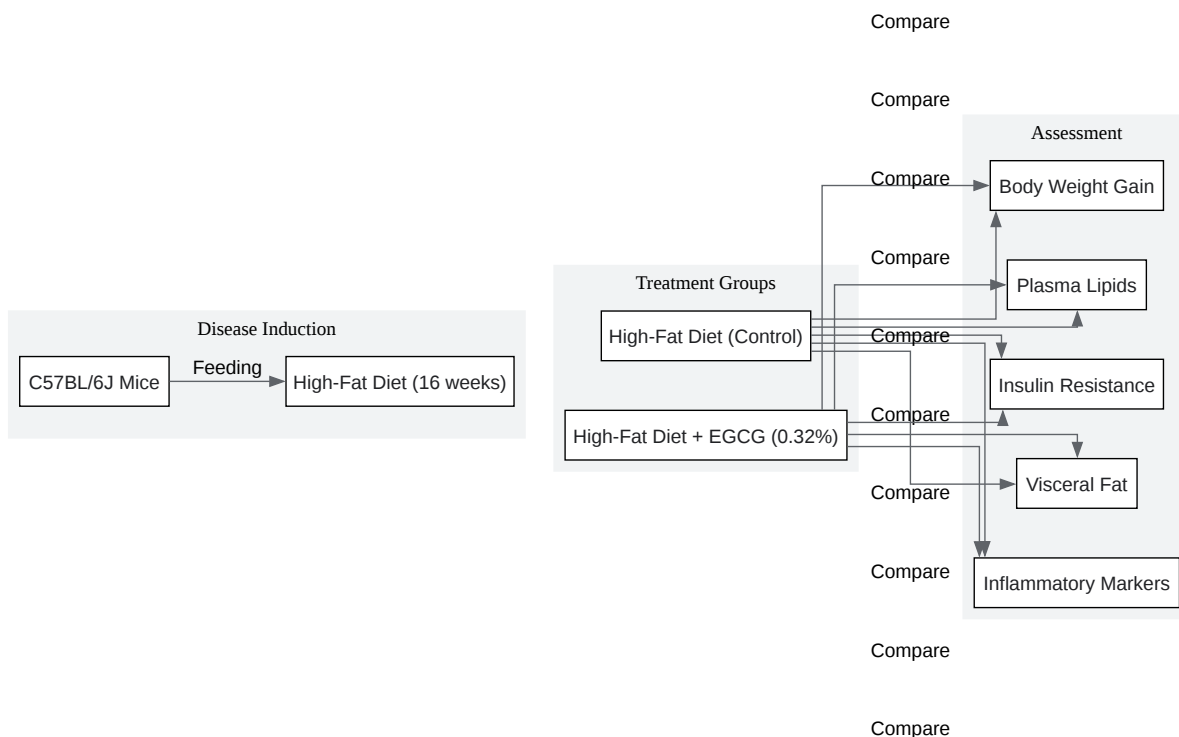 Disease Induction
C57BL/6J Mice
Feeding
High-Fat Diet (16 weeks)
Treatment Groups
High-Fat Diet (Control)
High-Fat Diet + EGCG (0.32%)
Compare
Compare
Compare
Compare
Compare
Compare
Compare
Compare
Compare
Compare
Assessment
Body Weight Gain
Plasma Lipids
Insulin Resistance
Visceral Fat
Inflammatory Markers